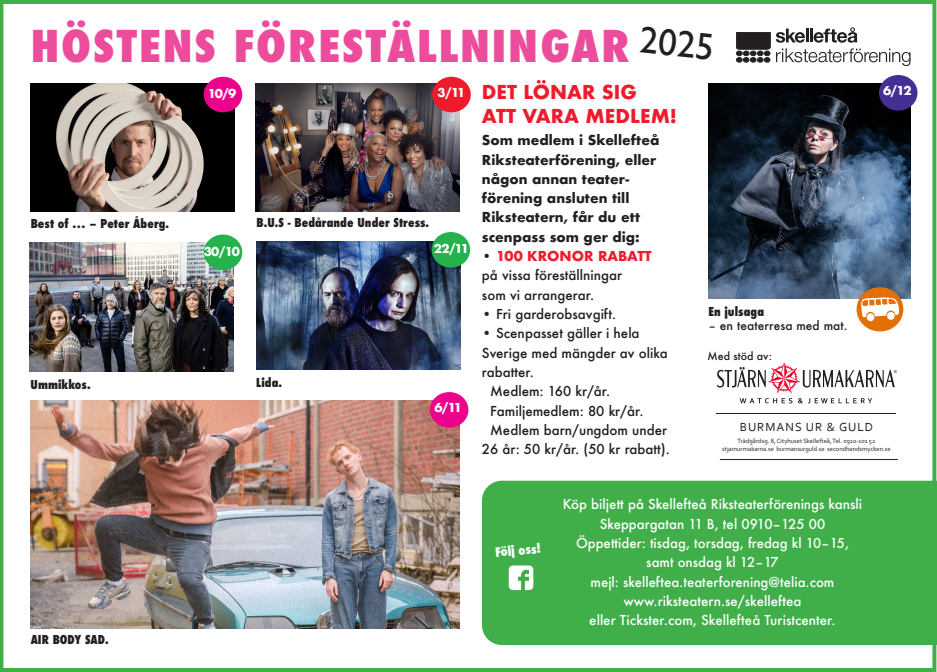 HÖSTENS FÖRESTÄLLNINGAR 2025
skellefteå
riksteaterförening
10/9
Best of ... – Peter Åberg.
3/11
B.U.S - Bedårande Under Stress.
30/10
Ummikkos.
22/11
Lida.
6/11
AIR BODY SAD.
DET LÖNAR SIG
ATT VARA MEDLEM!
Som medlem i Skellefteå
Riksteaterförening, eller
någon annan teater-
förening ansluten till
Riksteatern, får du ett
scenpass som ger dig:
• 100 KRONOR RABATT
på vissa föreställningar
som vi arrangerar.
• Fri garderobsavgift.
• Scenpasset gäller i hela
Sverige med mängder av olika
rabatter.
Medlem: 160 kr/år.
Familjemedlem: 80 kr/år.
Medlem barn/ungdom under
26 år: 50 kr/år. (50 kr rabatt).
6/12
En julsaga
– en teaterresa med mat.
Med stöd av:
STJÄRN URMAKARNA®
WATCHES & JEWELLERY
BURMANS UR & GULD
Trädgårdsg. 8, Cityhuset Skellefteå, Tel. 0910-101 52
stjarnurmakarna.se burmansurguld.se secondhandsmycken.se
Följ oss!
Köp biljett på Skellefteå Riksteaterförenings kansli
Skeppargatan 11 B, tel 0910–125 00
Öppettider: tisdag, torsdag, fredag kl 10–15,
samt onsdag kl 12–17
mejl: skelleftea.teaterforening@telia.com
www.riksteatern.se/skelleftea
eller Tickster.com, Skellefteå Turistcenter.